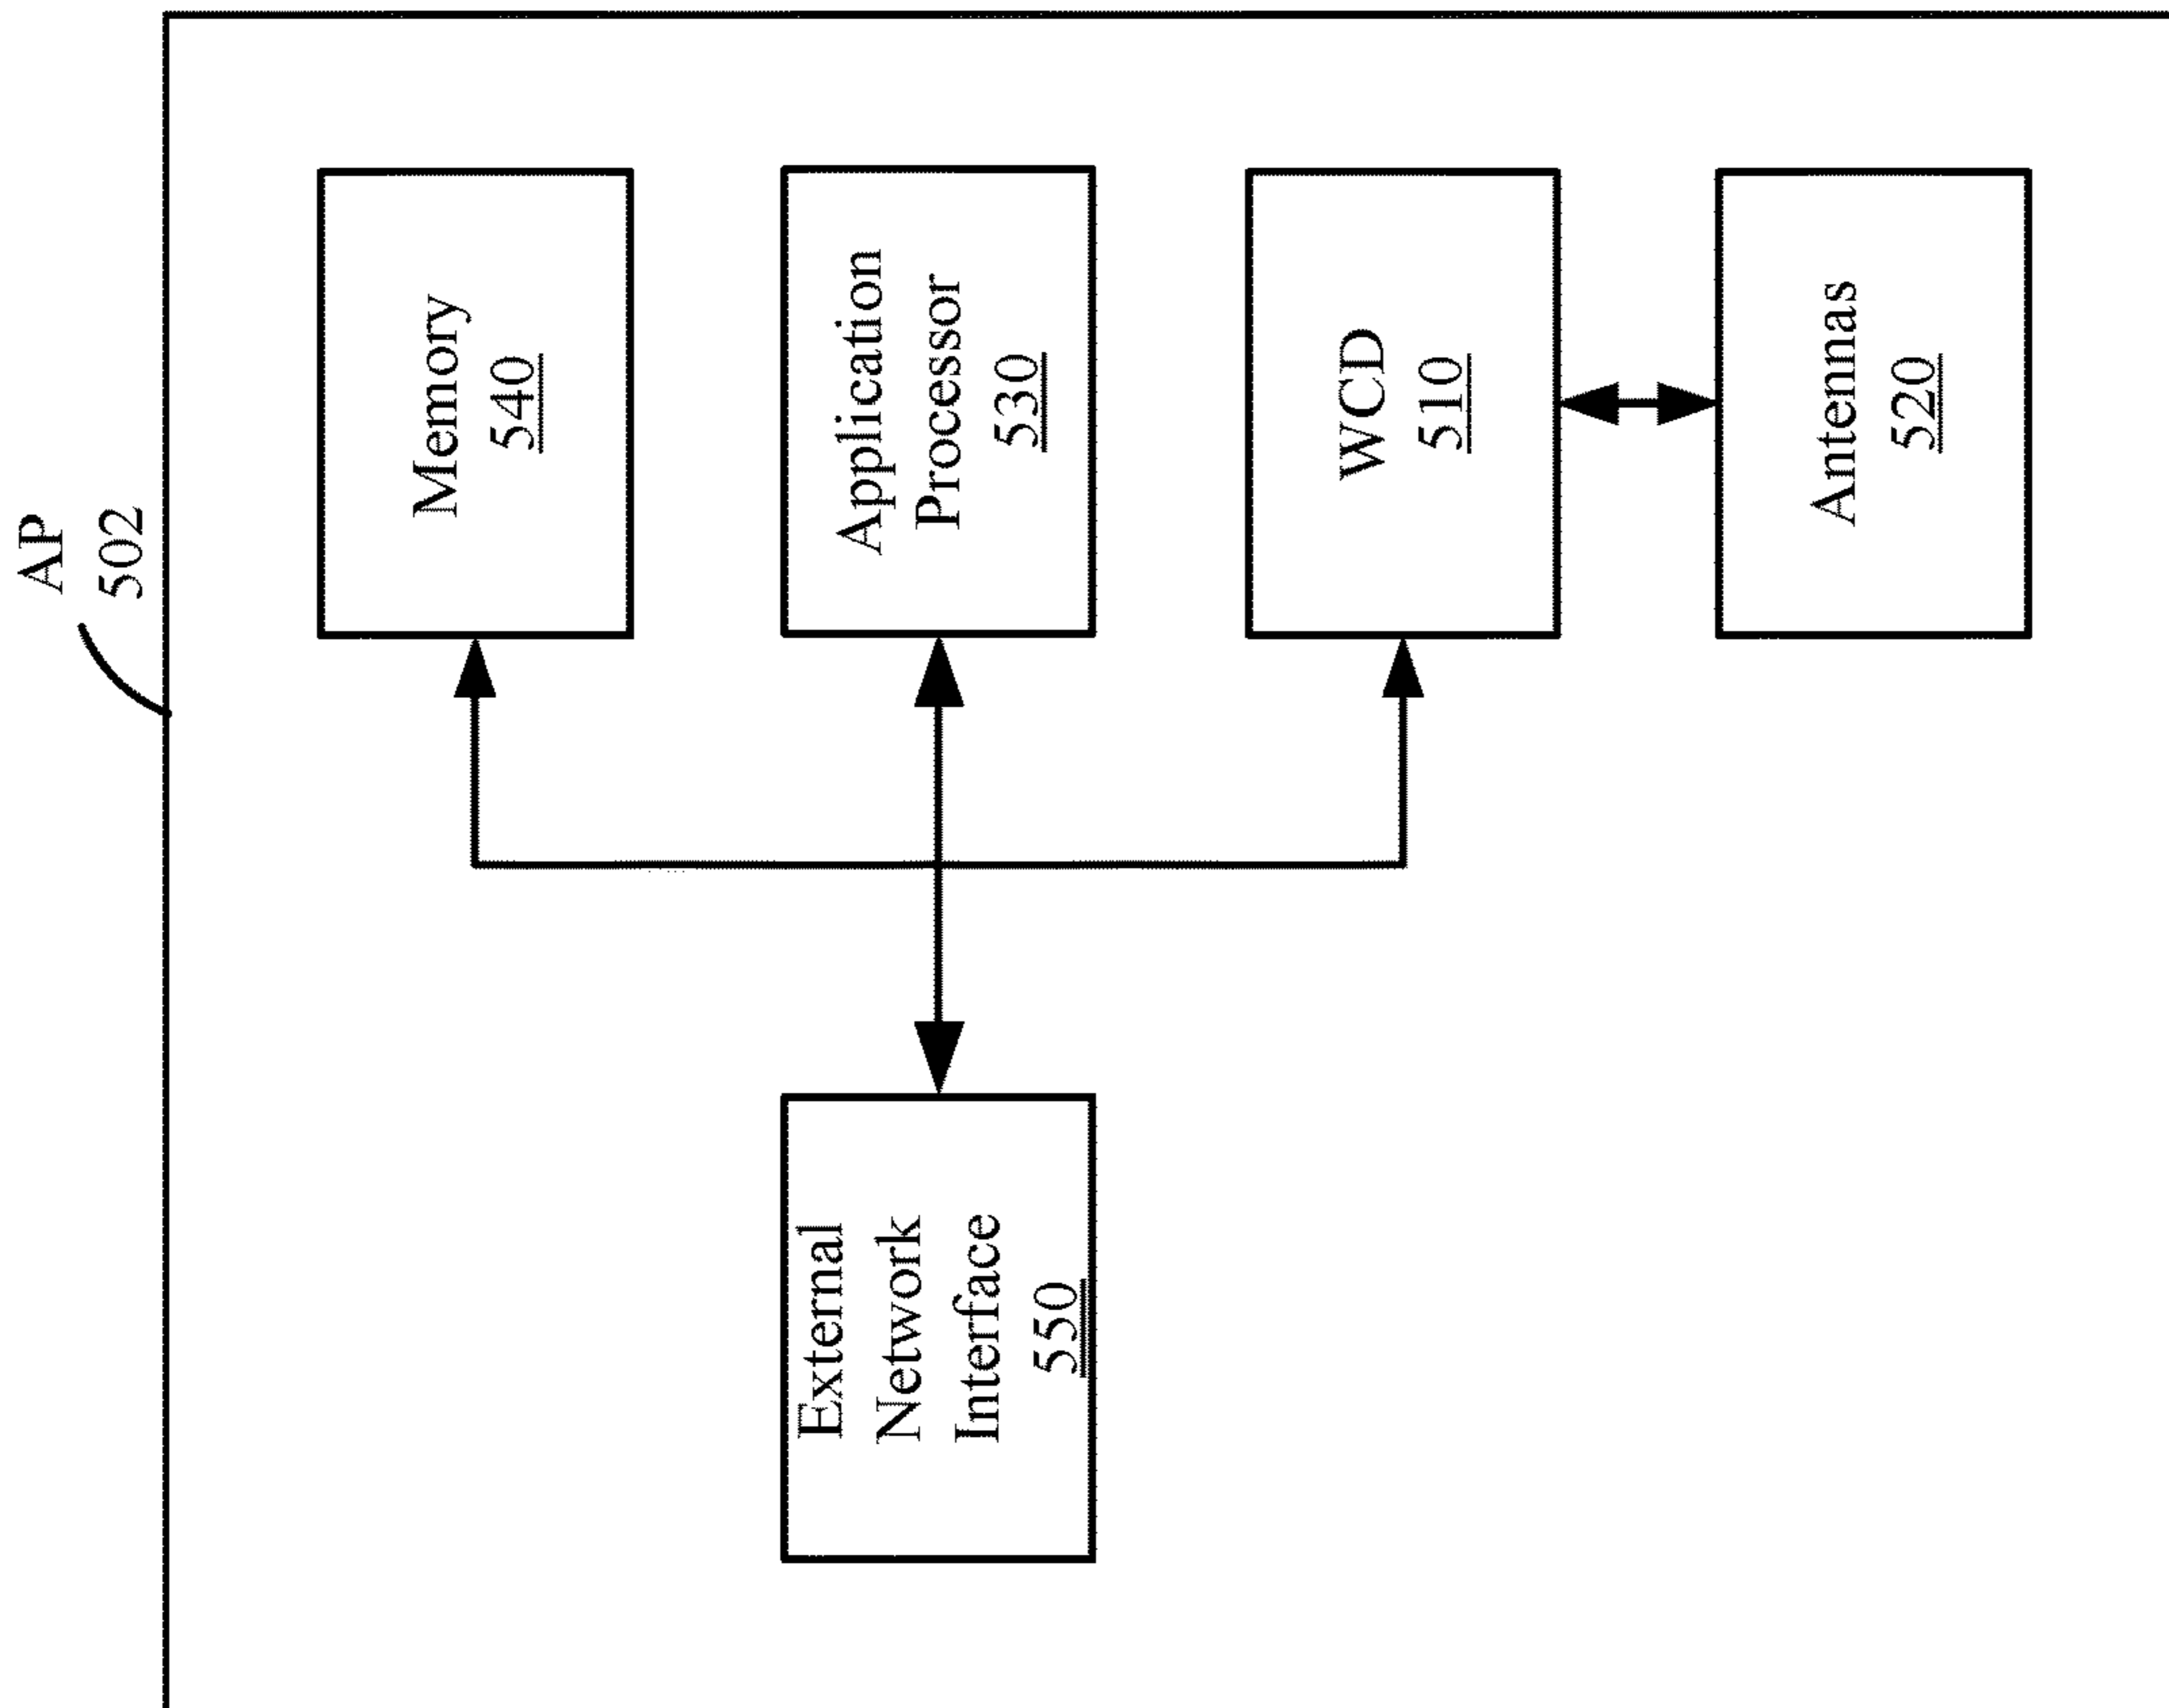 AP
502
Memory
540
Application
Processor
530
WCD
510
Antennas
520
External
Network
Interface
550